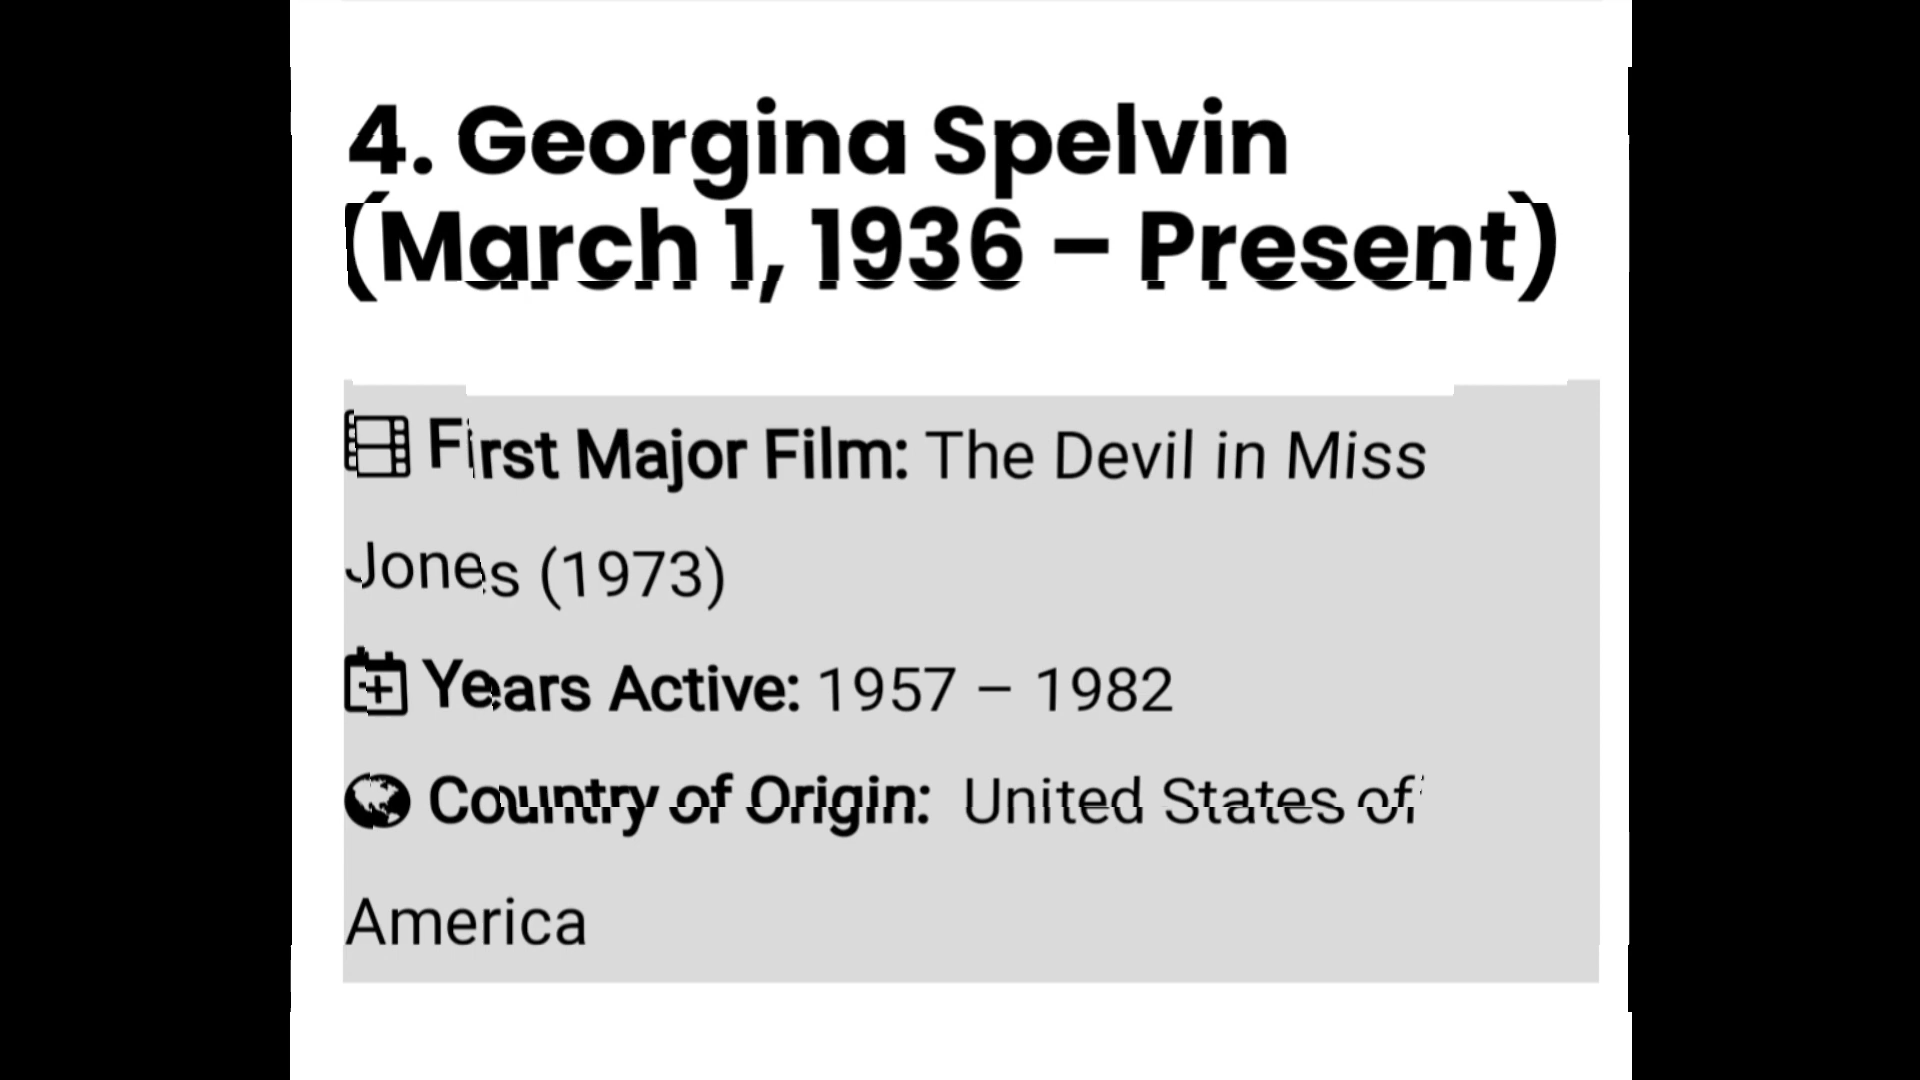 4. Georgina Spelvin
(March 1, 1936 – Present)
First Major Film: The Devil in Miss
Jones (1973)
Years Active: 1957 – 1982
Country of Origin: United States of
America